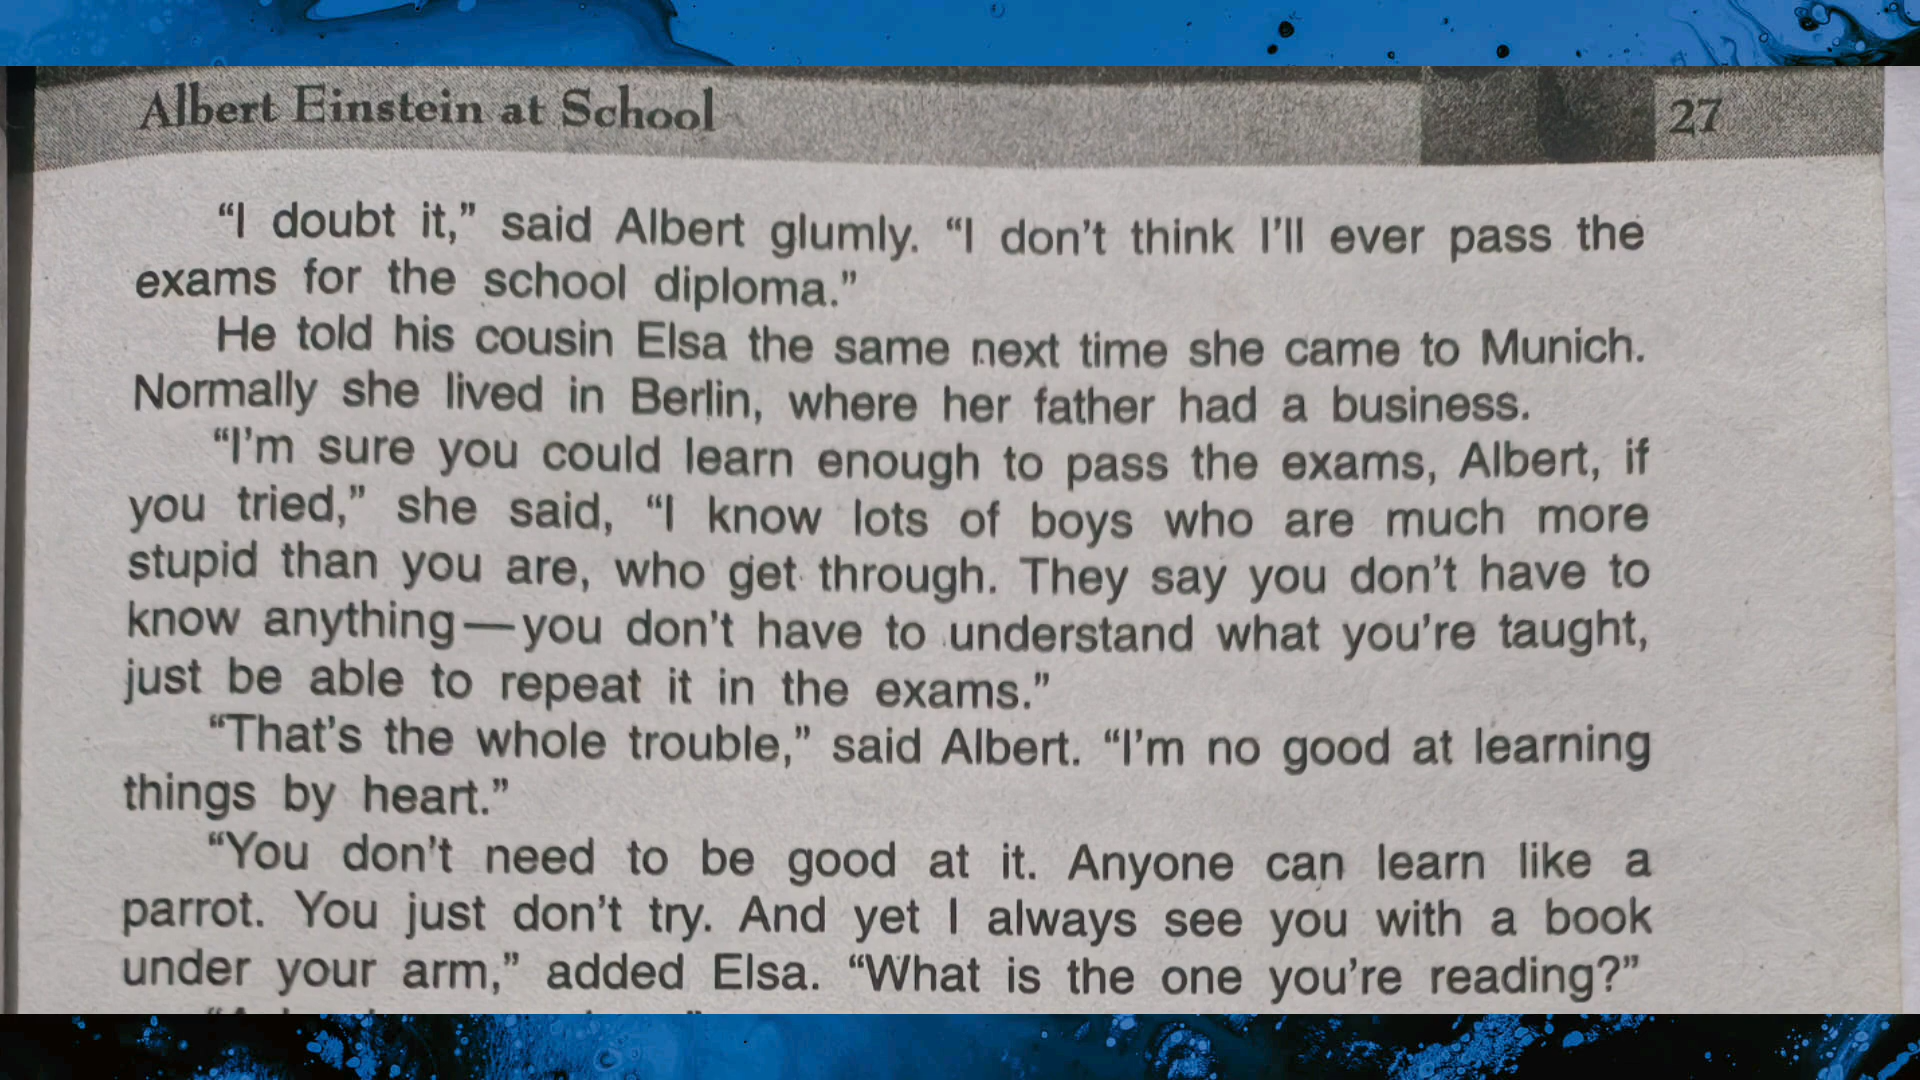 Albert Einstein at School
27
“I doubt it,” said Albert glumly. “I don't think I'll ever pass the
exams for the school diploma.”
He told his cousin Elsa the same next time she came to Munich.
Normally she lived in Berlin, where her father had a business.
“I'm sure you could learn enough to pass the exams, Albert, if
you tried,” she said, “I know lots of boys who are much more
stupid than you are, who get through. They say you don't have to
know anything—you don't have to understand what you're taught,
just be able to repeat it in the exams.”
“That's the whole trouble,” said Albert. “I'm no good at learning
things by heart.”
“You don't need to be good at it. Anyone can learn like a
parrot. You just don't try. And yet I always see you with a book
under your arm,” added Elsa. “What is the one you're reading?”